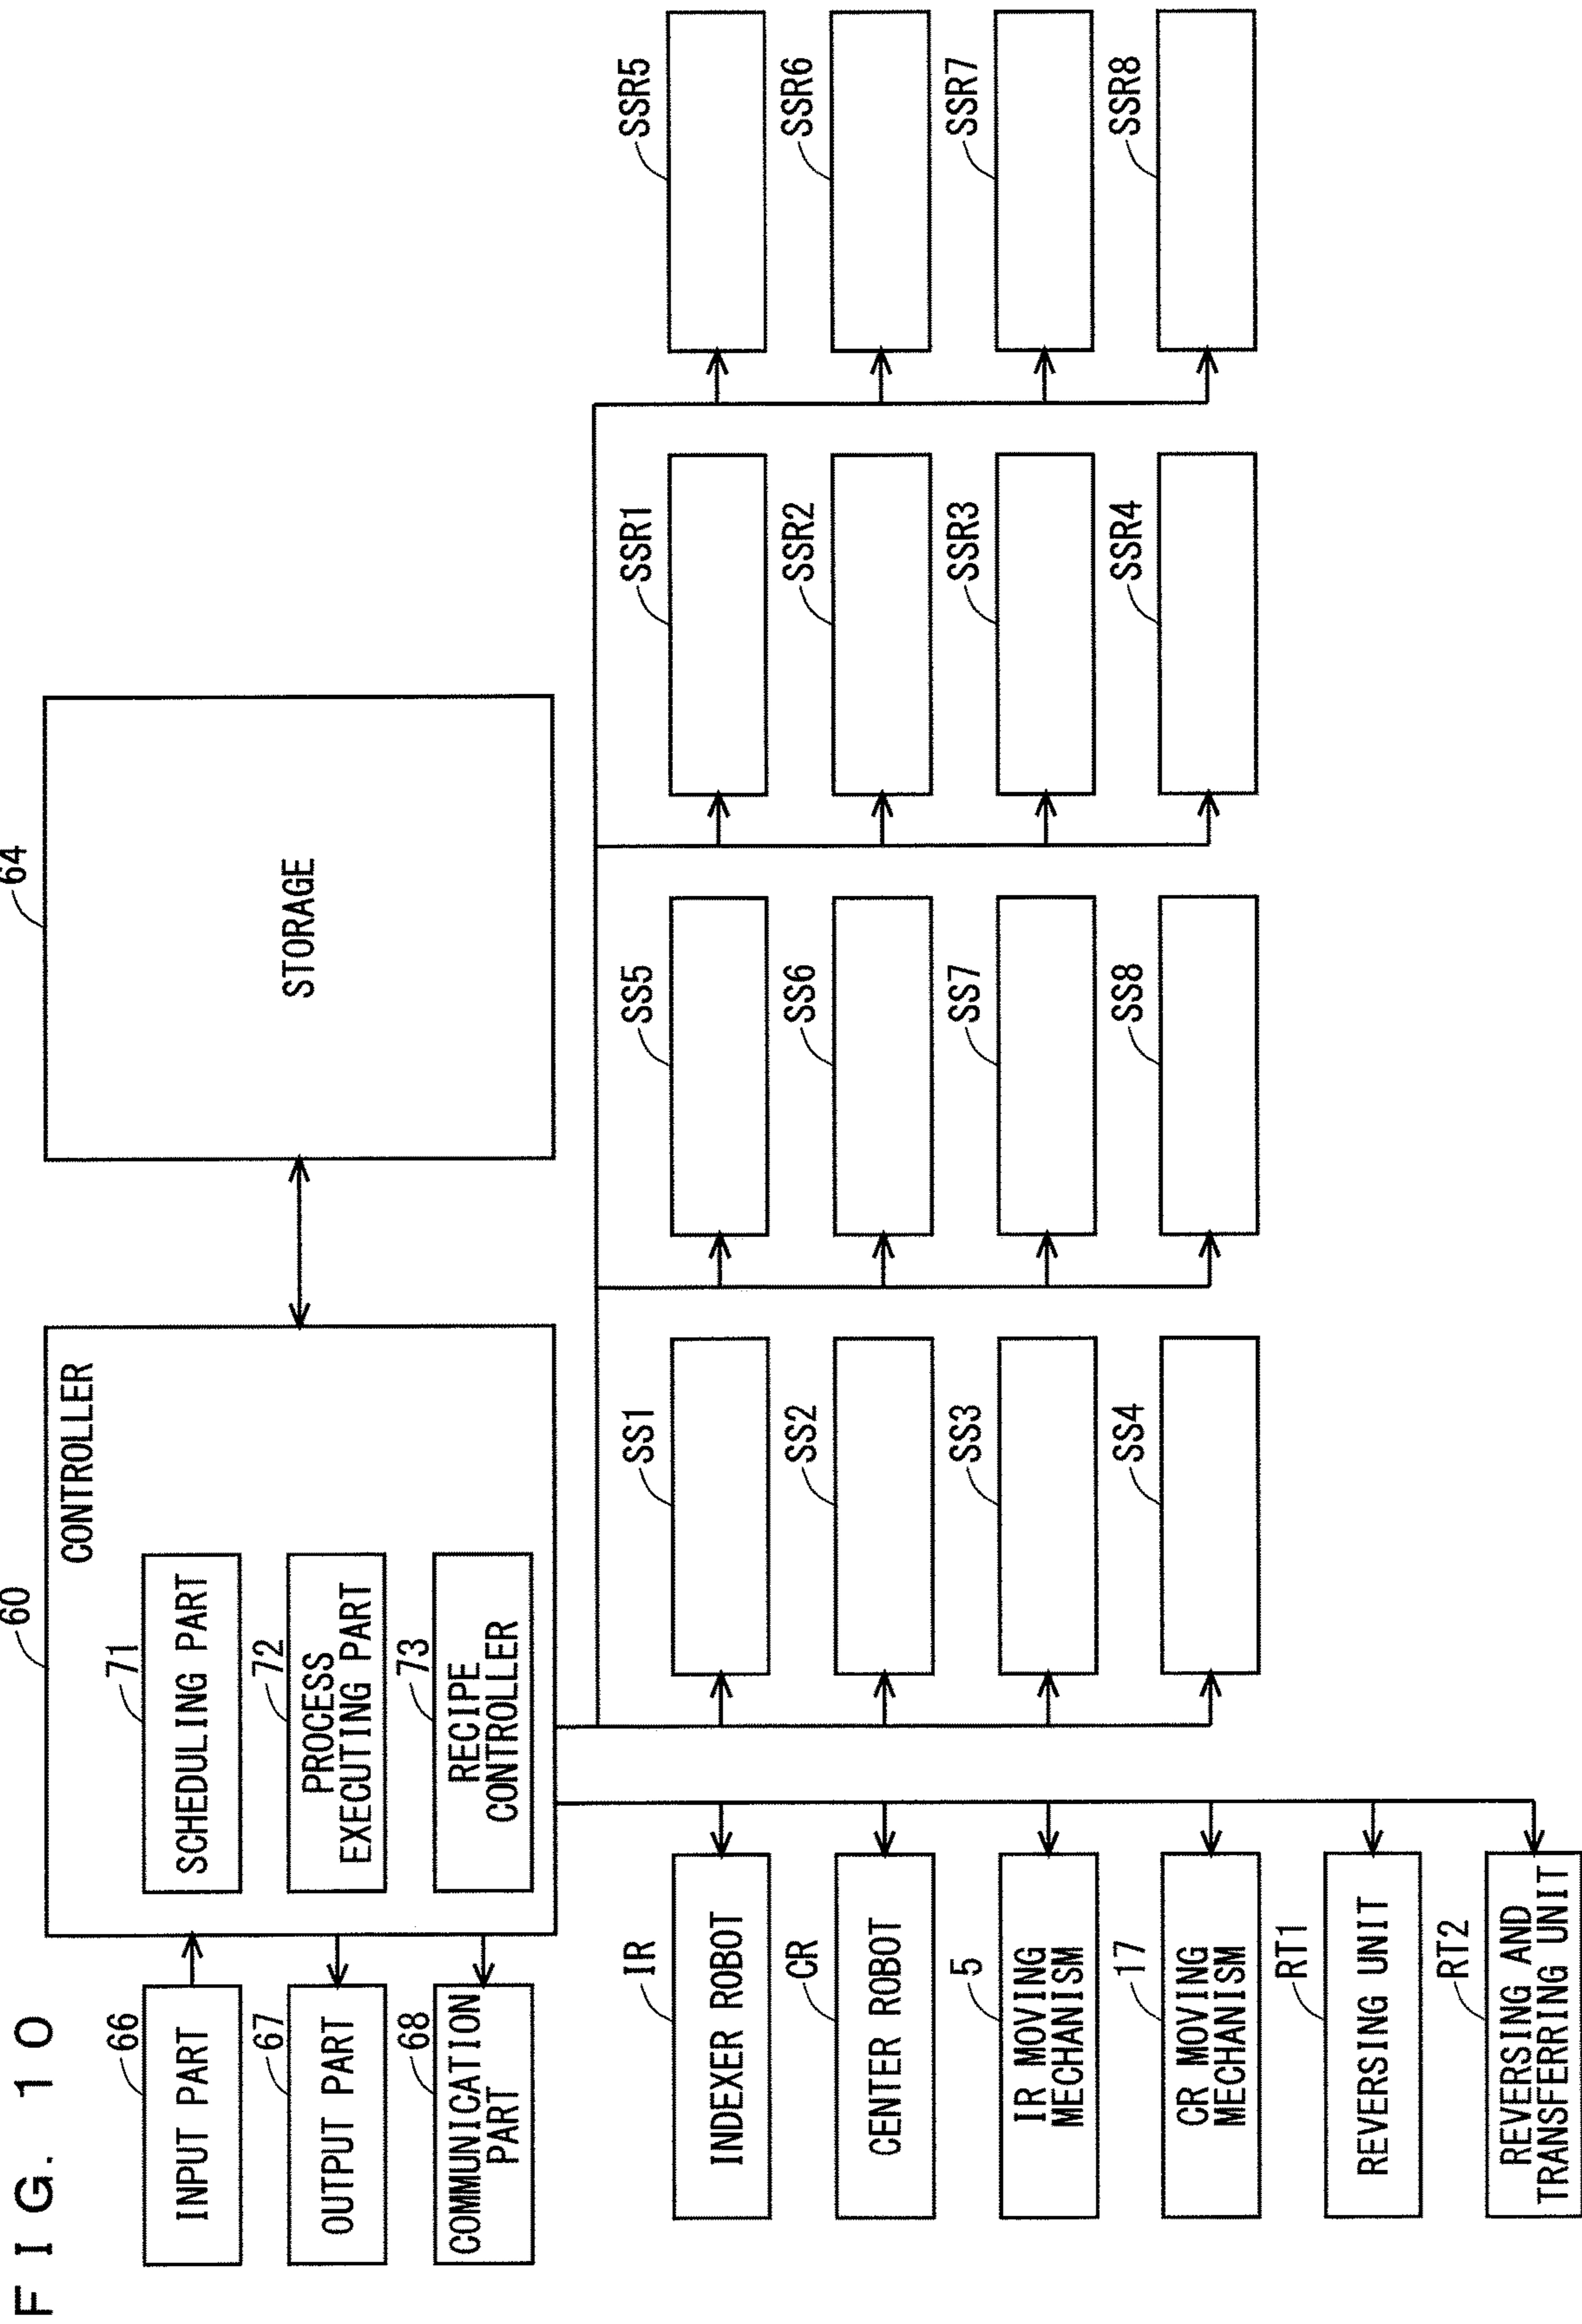 FIG. 10
60
CONTROLLER
64
STORAGE
66
INPUT PART
67
OUTPUT PART
68
COMMUNICATION
PART
71
SCHEDULING PART
72
PROCESS
EXECUTING PART
73
RECIPE
CONTROLLER
IR
INDEXER ROBOT
CR
CENTER ROBOT
5
IR MOVING
MECHANISM
17
CR MOVING
MECHANISM
RT1
REVERSING UNIT
RT2
REVERSING AND
TRANSFERRING UNIT
SS1
SS2
SS3
SS4
SS5
SS6
SS7
SS8
SSR1
SSR2
SSR3
SSR4
SSR5
SSR6
SSR7
SSR8